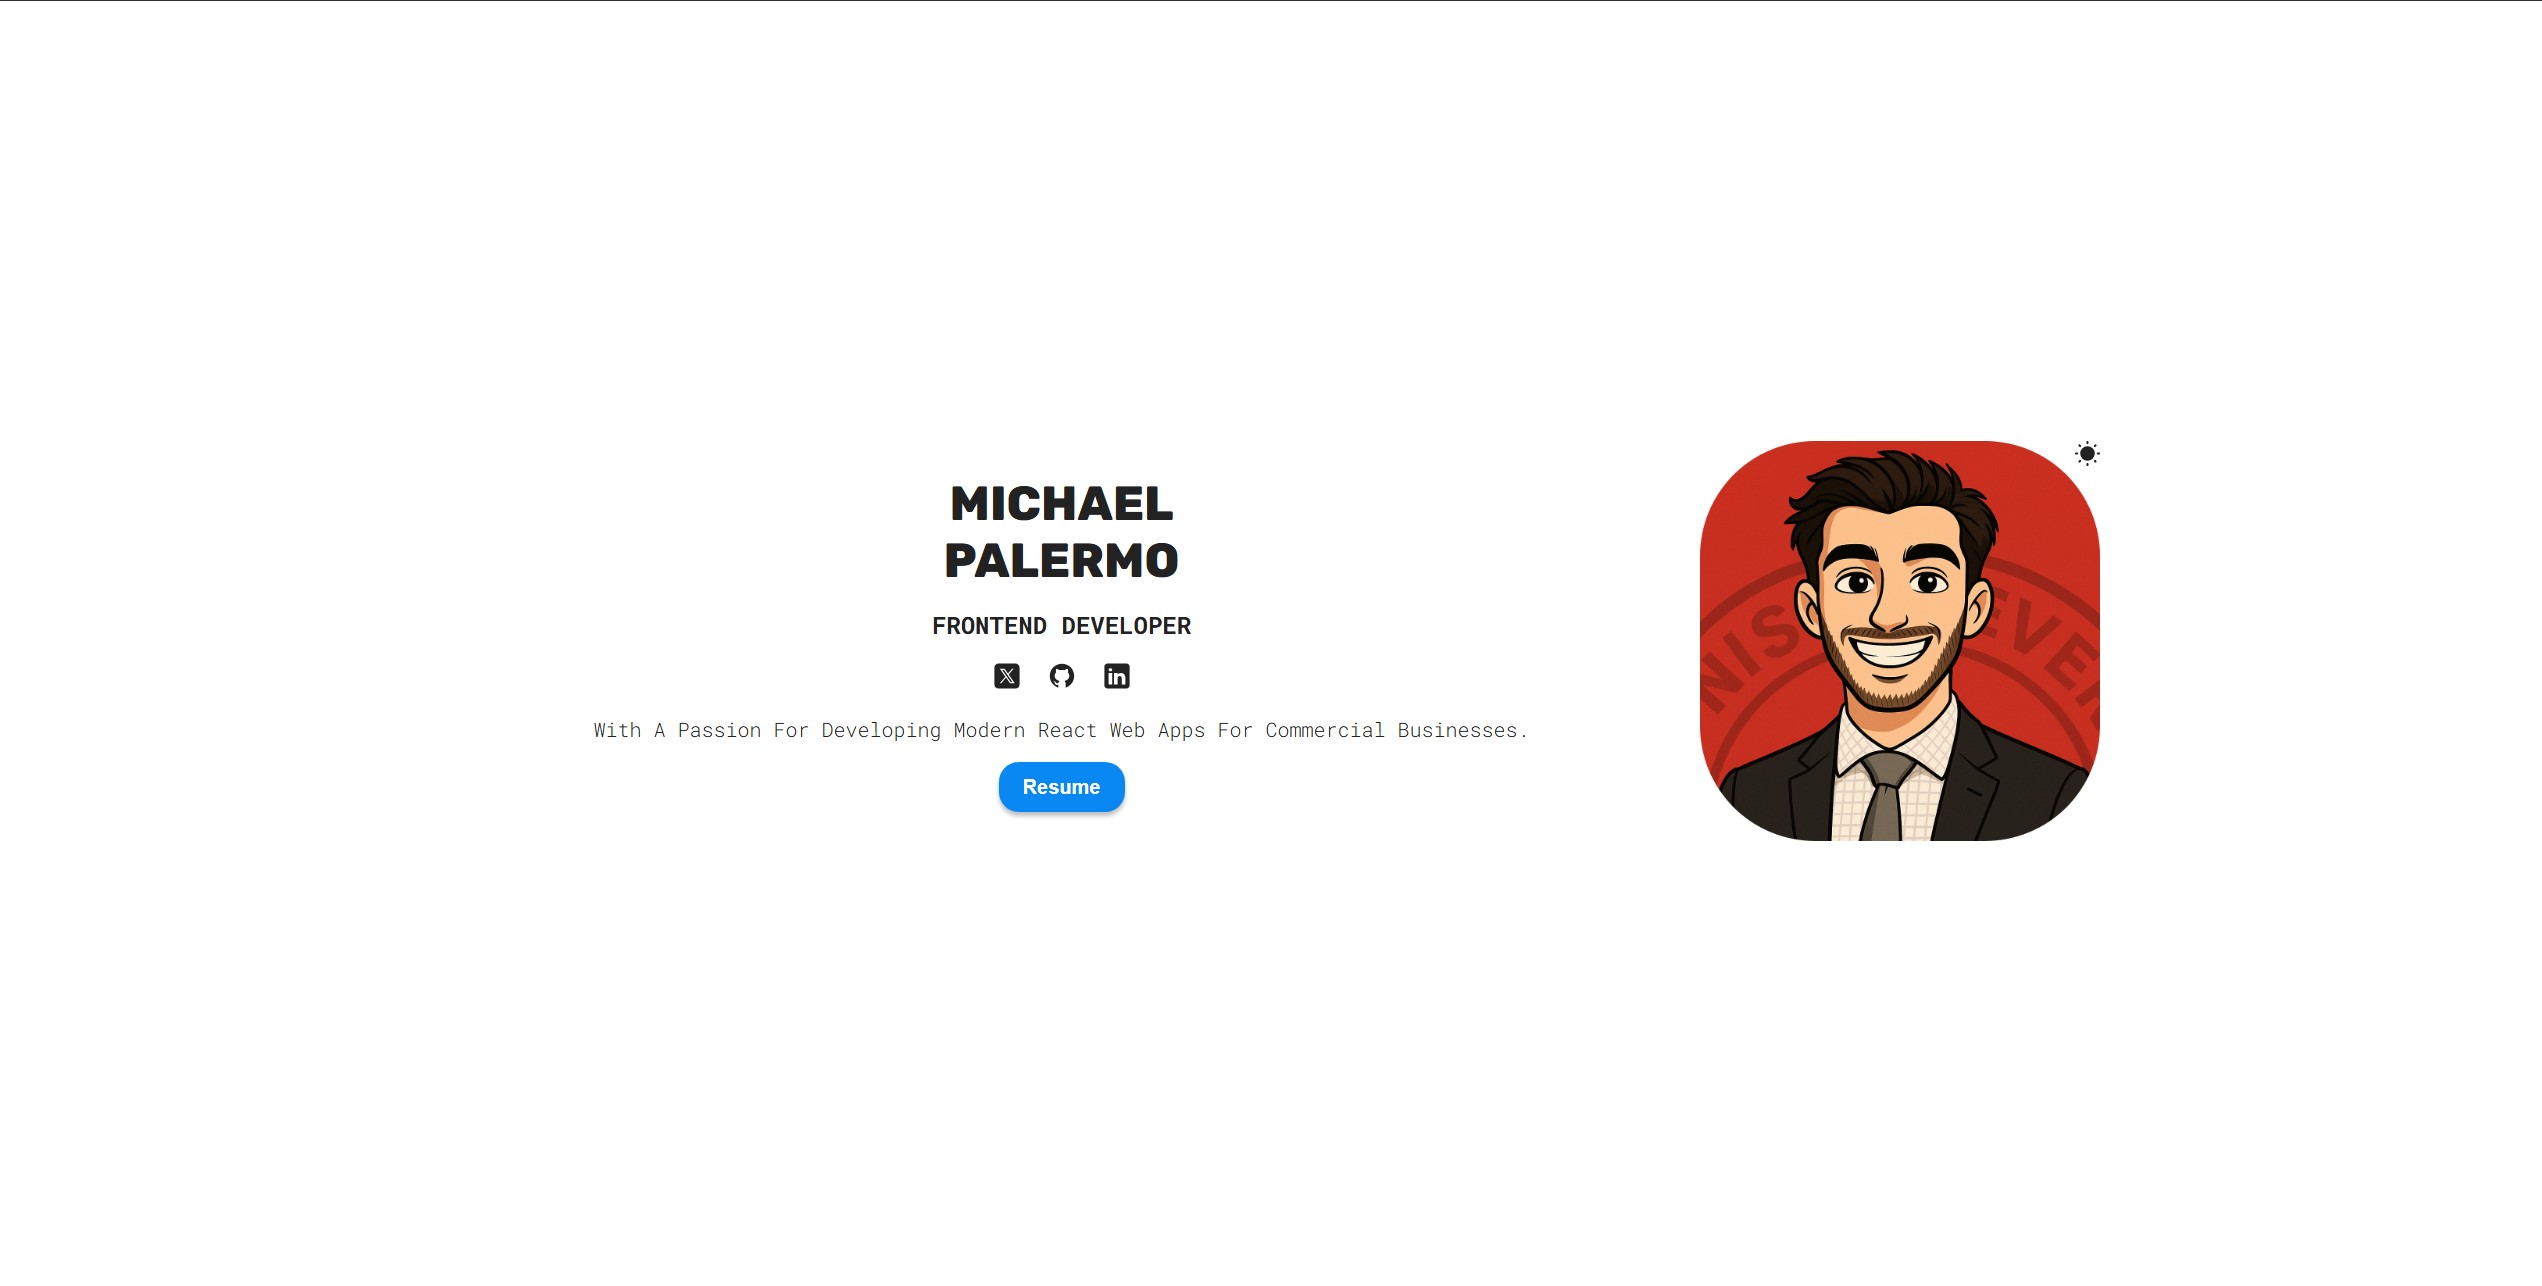 MICHAEL
PALERMO
FRONTEND DEVELOPER
With A Passion For Developing Modern React Web Apps For Commercial Businesses.
Resume